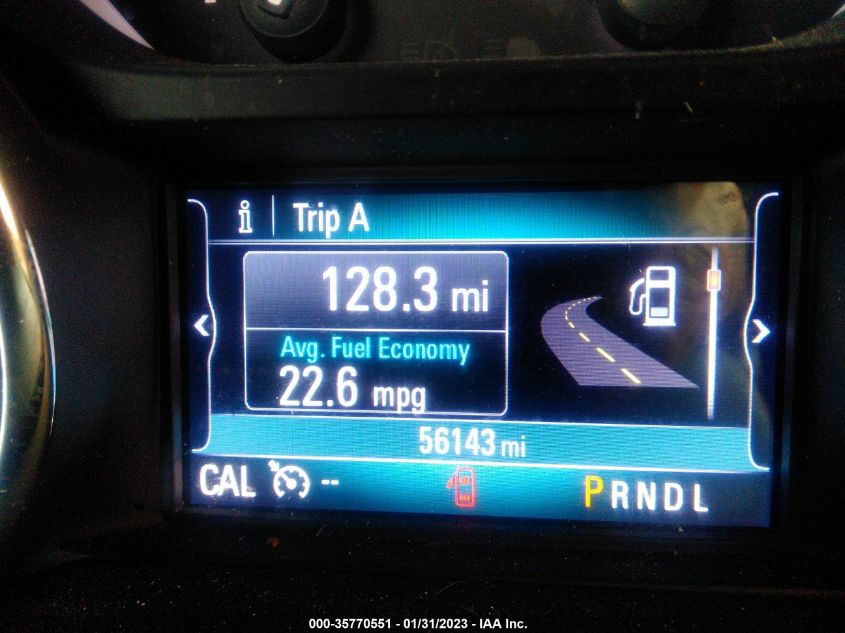 i Trip A
128.3 mi
Avg. Fuel Economy
22.6 mpg
56143 mi
CAL -- PRNDL
000-35770551 - 01/31/2023 - IAA Inc.